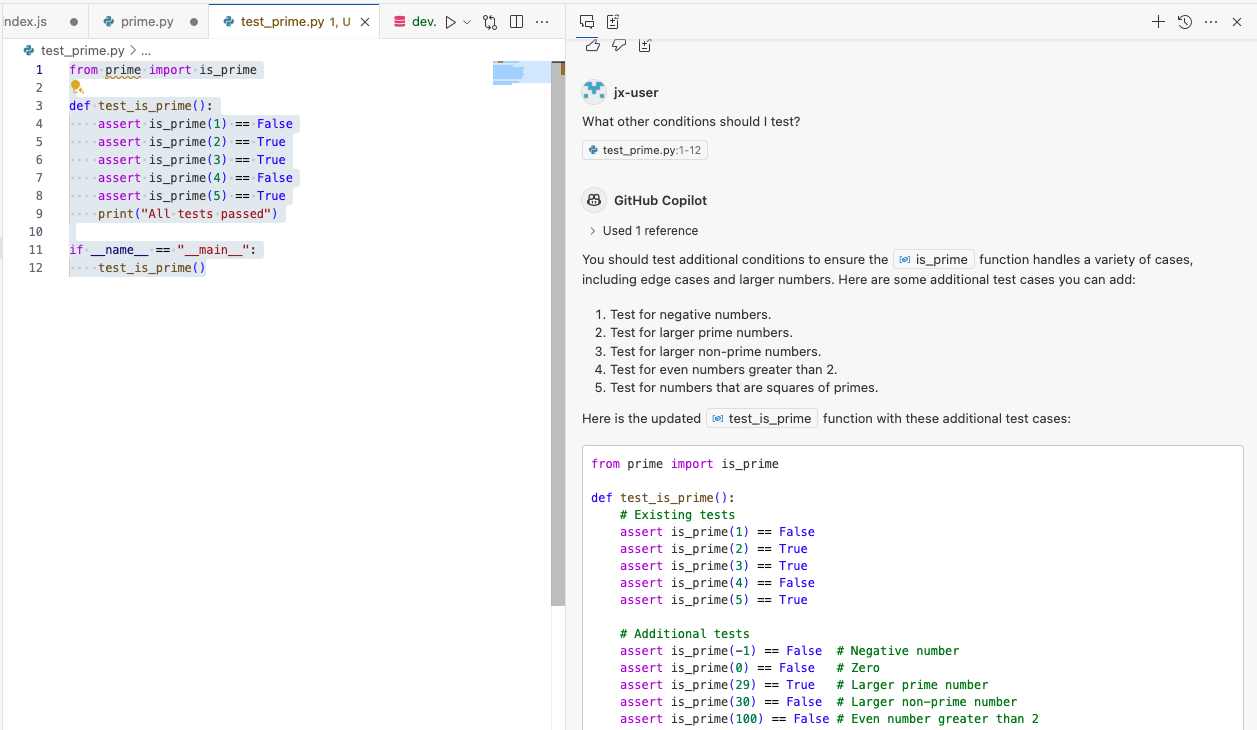 ndex.js
prime.py
test_prime.py 1, U
dev.
test_prime.py > ...
1 from prime import is_prime
2
3 def test_is_prime():
4 assert is_prime(1) == False
5 assert is_prime(2) == True
6 assert is_prime(3) == True
7 assert is_prime(4) == False
8 assert is_prime(5) == True
9 print("All tests passed")
10
11 if __name__ == "__main__":
12 test_is_prime()
jx-user
What other conditions should I test?
test_prime.py:1-12
GitHub Copilot
> Used 1 reference
You should test additional conditions to ensure the is_prime function handles a variety of cases,
including edge cases and larger numbers. Here are some additional test cases you can add:
1. Test for negative numbers.
2. Test for larger prime numbers.
3. Test for larger non-prime numbers.
4. Test for even numbers greater than 2.
5. Test for numbers that are squares of primes.
Here is the updated test_is_prime function with these additional test cases:
from prime import is_prime
def test_is_prime():
# Existing tests
assert is_prime(1) == False
assert is_prime(2) == True
assert is_prime(3) == True
assert is_prime(4) == False
assert is_prime(5) == True
# Additional tests
assert is_prime(-1) == False # Negative number
assert is_prime(0) == False # Zero
assert is_prime(29) == True # Larger prime number
assert is_prime(30) == False # Larger non-prime number
assert is_prime(100) == False # Even number greater than 2